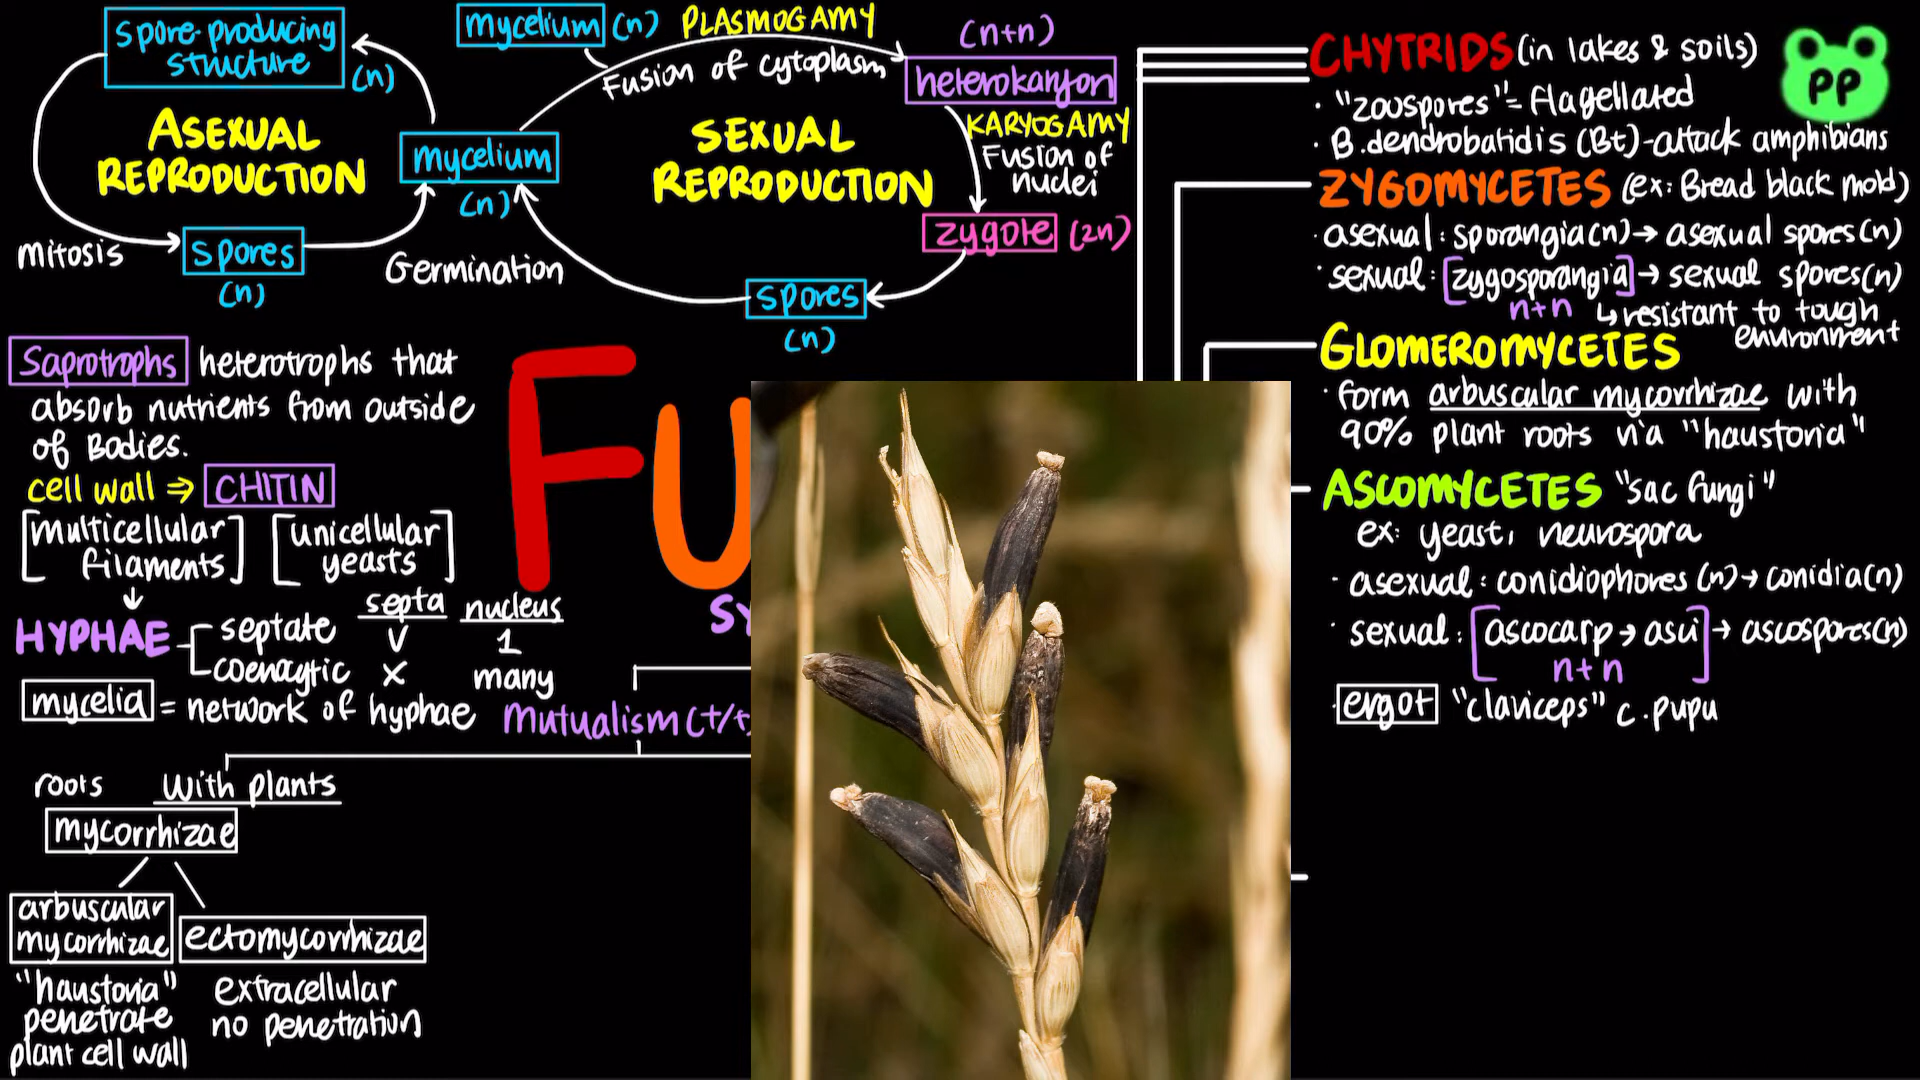 spore-producing
structure
(n)
ASEXUAL
REPRODUCTION
mitosis
spores
(n)
Germination
mycelium
(n)
mycelium (n)
PLASMOGAMY
Fusion of cytoplasm
(n+n)
heterokaryon
KARYOGAMY
Fusion of
nuclei
SEXUAL
REPRODUCTION
zygote (2n)
spores
(n)
Saprotrophs heterotrophs that
absorb nutrients from outside
of Bodies.
cell wall ⇒ CHITIN
[multicellular
filaments]
[unicellular
yeasts]
HYPHAE
septa nucleus
septate V 1
coenocytic X many
mycelia = network of hyphae
FU
SY
Mutualism (+/+
roots with plants
mycorrhizae
arbuscular
mycorrhizae
"haustoria"
penetrate
plant cell wall
ectomycorrhizae
extracellular
no penetration
CHYTRIDS (in lakes & soils)
PP
· "zouspores" = flagellated
· B.dendrobatidis (Bt)-attack amphibians
ZYGOMYCETES (ex: Bread black mold)
· asexual: sporangia(n) → asexual spores(n)
· sexual: [zygosporangia] → sexual spores(n)
n+n ↳ resistant to tough
environment
GLOMEROMYCETES
· form arbuscular mycorrhizae with
90% plant roots via "haustoria"
ASCOMYCETES "sac fungi"
ex: yeast, neurospora
· asexual: conidiophores (n) → conidia(n)
· sexual: [ascocarp → asci] → ascospores(n)
n+n
· ergot "claviceps" c.pupu